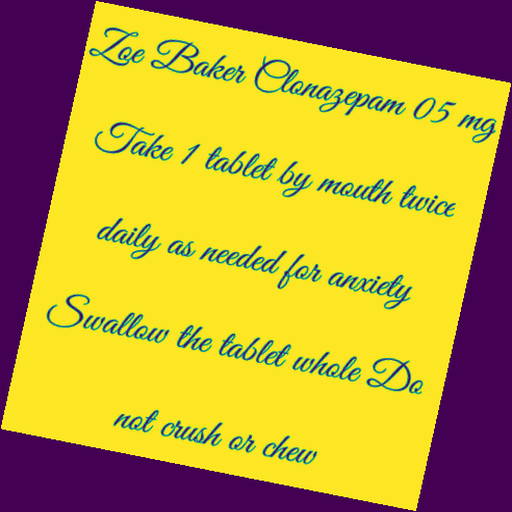 Zoe Baker Clonazepam 05 mg
Take 1 tablet by mouth twice
daily as needed for anxiety
Swallow the tablet whole Do
not crush or chew